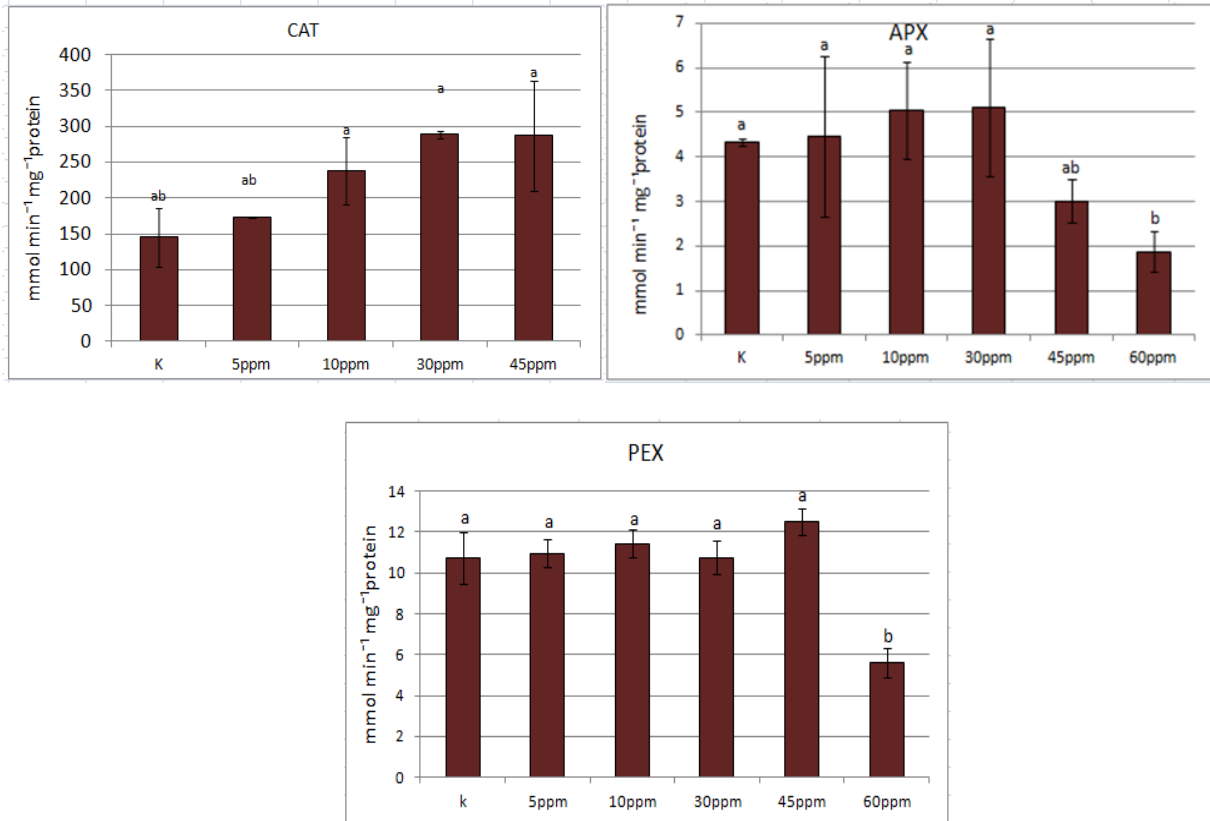 CAT
400
350
300
250
200
150
100
50
0
mmol min⁻¹ mg⁻¹protein
ab
ab
a
a
a
K 5ppm 10ppm 30ppm 45ppm
APX
7
6
5
4
3
2
1
0
mmol min⁻¹ mg⁻¹protein
a
a
a
a
ab
b
K 5ppm 10ppm 30ppm 45ppm 60ppm
PEX
14
12
10
8
6
4
2
0
mmol min⁻¹ mg⁻¹protein
a
a
a
a
a
b
k 5ppm 10ppm 30ppm 45ppm 60ppm